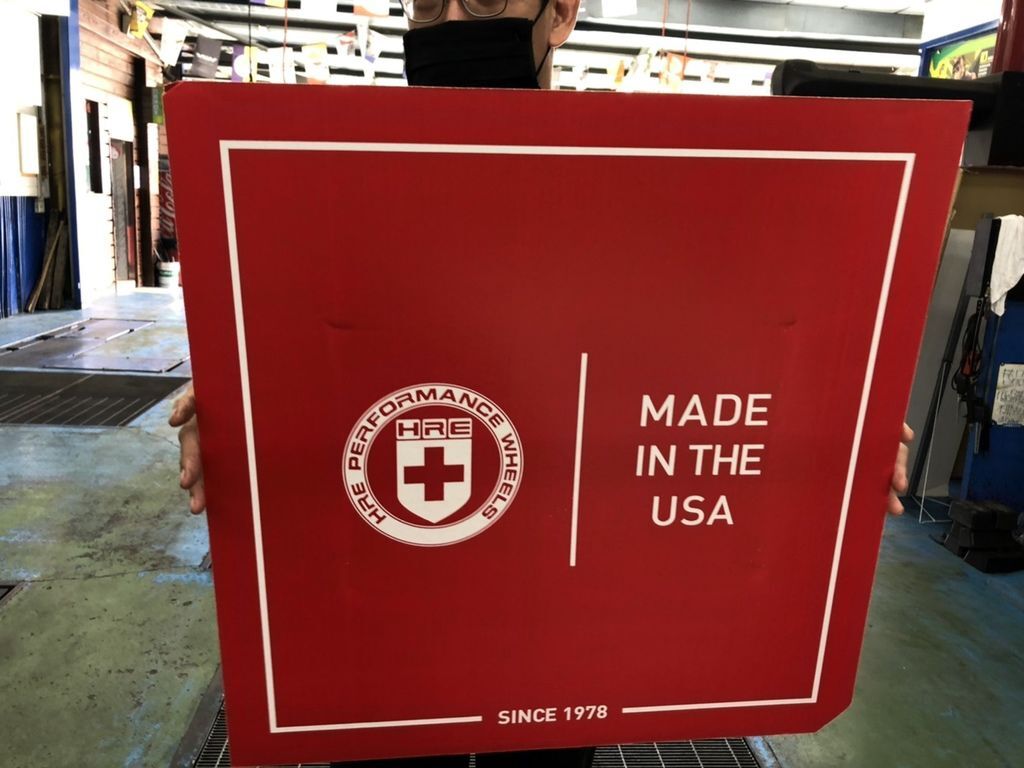 HRE PERFORMANCE WHEELS
HRE
MADE
IN THE
USA
SINCE 1978